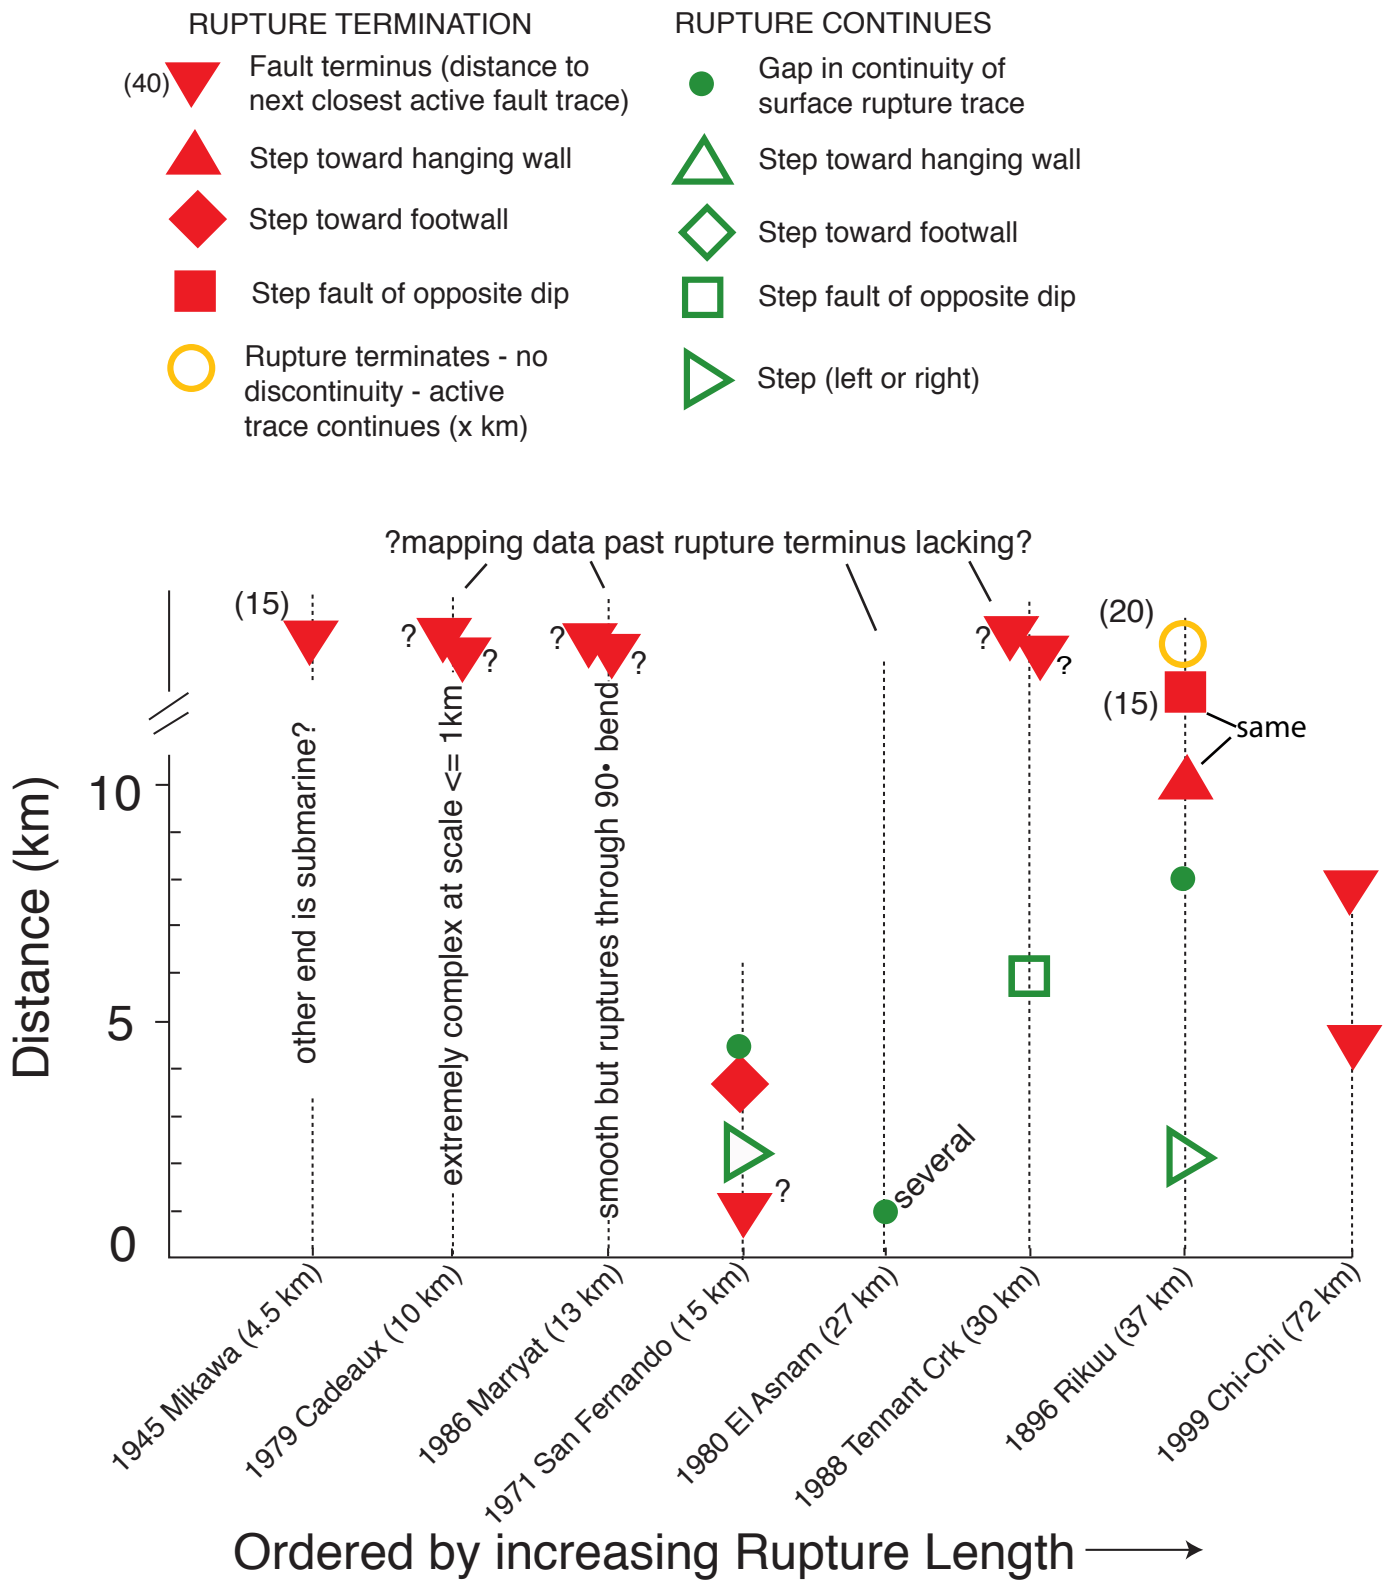 RUPTURE TERMINATION
(40)
Fault terminus (distance to
next closest active fault trace)
Step toward hanging wall
Step toward footwall
Step fault of opposite dip
Rupture terminates - no
discontinuity - active
trace continues (x km)
RUPTURE CONTINUES
Gap in continuity of
surface rupture trace
Step toward hanging wall
Step toward footwall
Step fault of opposite dip
Step (left or right)
?mapping data past rupture terminus lacking?
(15)
?
?
?
?
?
?
(20)
(15)
same
other end is submarine?
extremely complex at scale <= 1km
smooth but ruptures through 90• bend
?
several
Distance (km)
10
5
0
1945 Mikawa (4.5 km)
1979 Cadeaux (10 km)
1986 Marryat (13 km)
1971 San Fernando (15 km)
1980 El Asnam (27 km)
1988 Tennant Crk (30 km)
1896 Rikuu (37 km)
1999 Chi-Chi (72 km)
Ordered by increasing Rupture Length